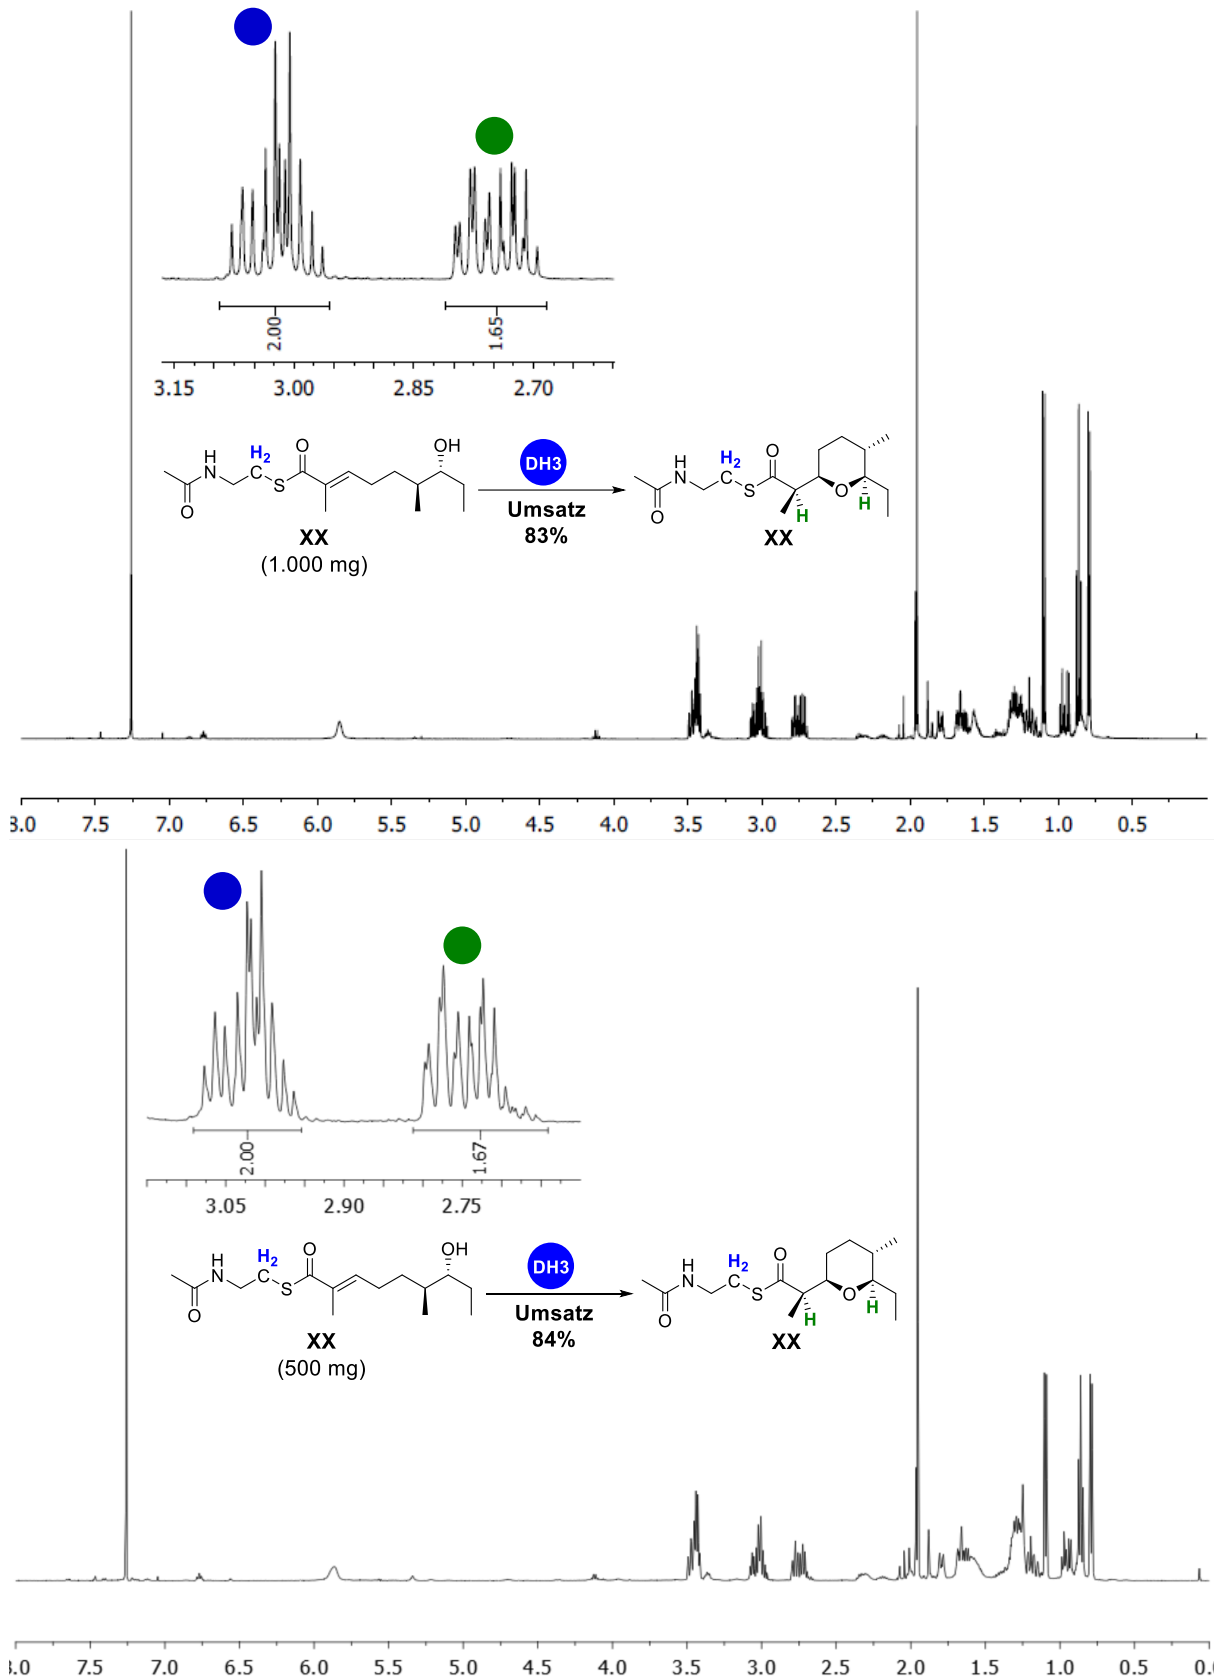 2.00
1.65
3.15 3.00 2.85 2.70
O OH
H H₂ DH3 H H₂ O
N C N C
S S O
O Umsatz O H H
XX 83% XX
(1.000 mg)
8.0 7.5 7.0 6.5 6.0 5.5 5.0 4.5 4.0 3.5 3.0 2.5 2.0 1.5 1.0 0.5
2.00
1.67
3.05 2.90 2.75
O OH
H H₂ DH3 H H₂ O
N C N C
S S O
O Umsatz O H H
XX 84% XX
(500 mg)
.0 7.0 6.5 6.0 5.5 5.0 4.5 4.0 3.5 3.0 2.5 2.0 1.5 1.0 0.5 0.